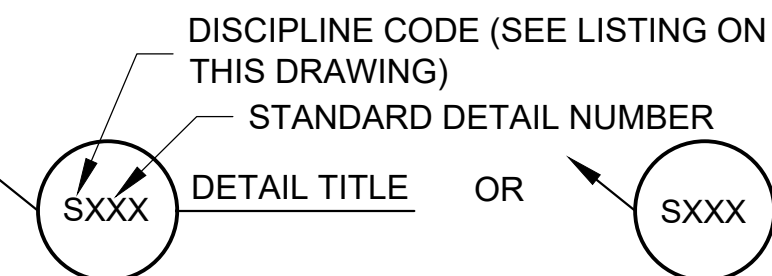 DISCIPLINE CODE (SEE LISTING ON
THIS DRAWING)
STANDARD DETAIL NUMBER
SXXX DETAIL TITLE OR SXXX